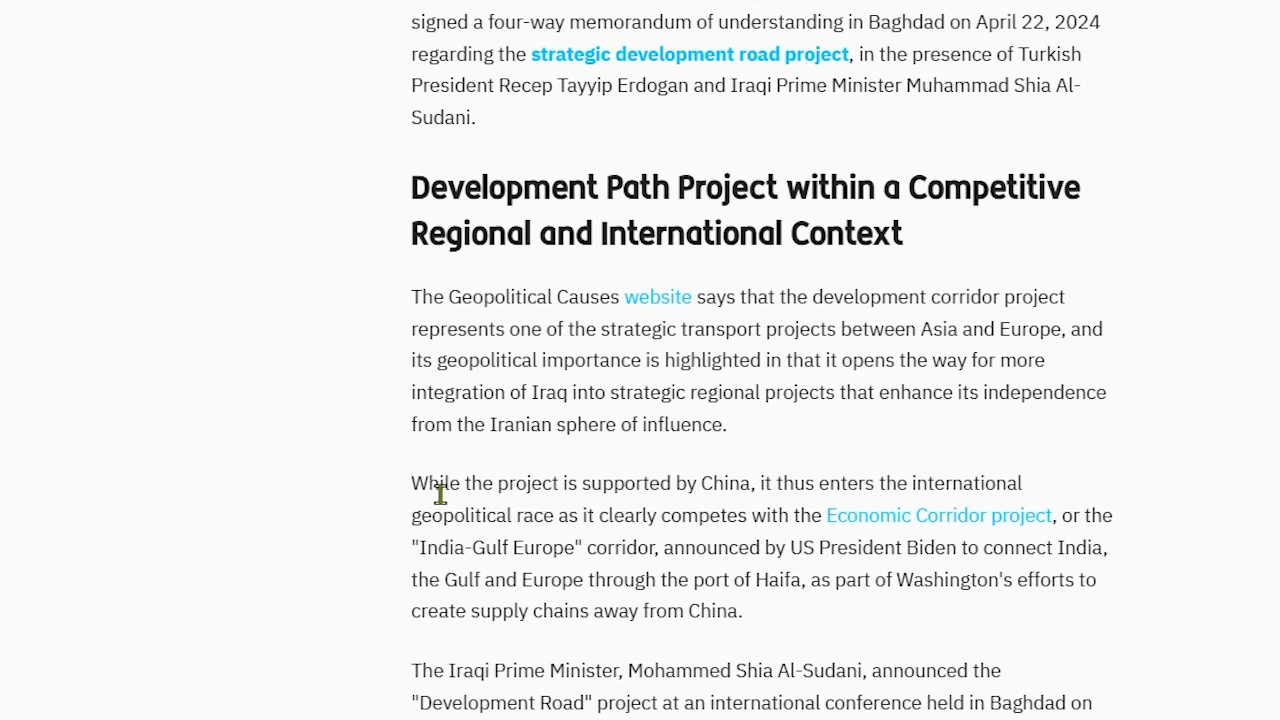 signed a four-way memorandum of understanding in Baghdad on April 22, 2024
regarding the strategic development road project, in the presence of Turkish
President Recep Tayyip Erdogan and Iraqi Prime Minister Muhammad Shia Al-
Sudani.
Development Path Project within a Competitive
Regional and International Context
The Geopolitical Causes website says that the development corridor project
represents one of the strategic transport projects between Asia and Europe, and
its geopolitical importance is highlighted in that it opens the way for more
integration of Iraq into strategic regional projects that enhance its independence
from the Iranian sphere of influence.
While the project is supported by China, it thus enters the international
geopolitical race as it clearly competes with the Economic Corridor project, or the
"India-Gulf Europe" corridor, announced by US President Biden to connect India,
the Gulf and Europe through the port of Haifa, as part of Washington's efforts to
create supply chains away from China.
The Iraqi Prime Minister, Mohammed Shia Al-Sudani, announced the
"Development Road" project at an international conference held in Baghdad on